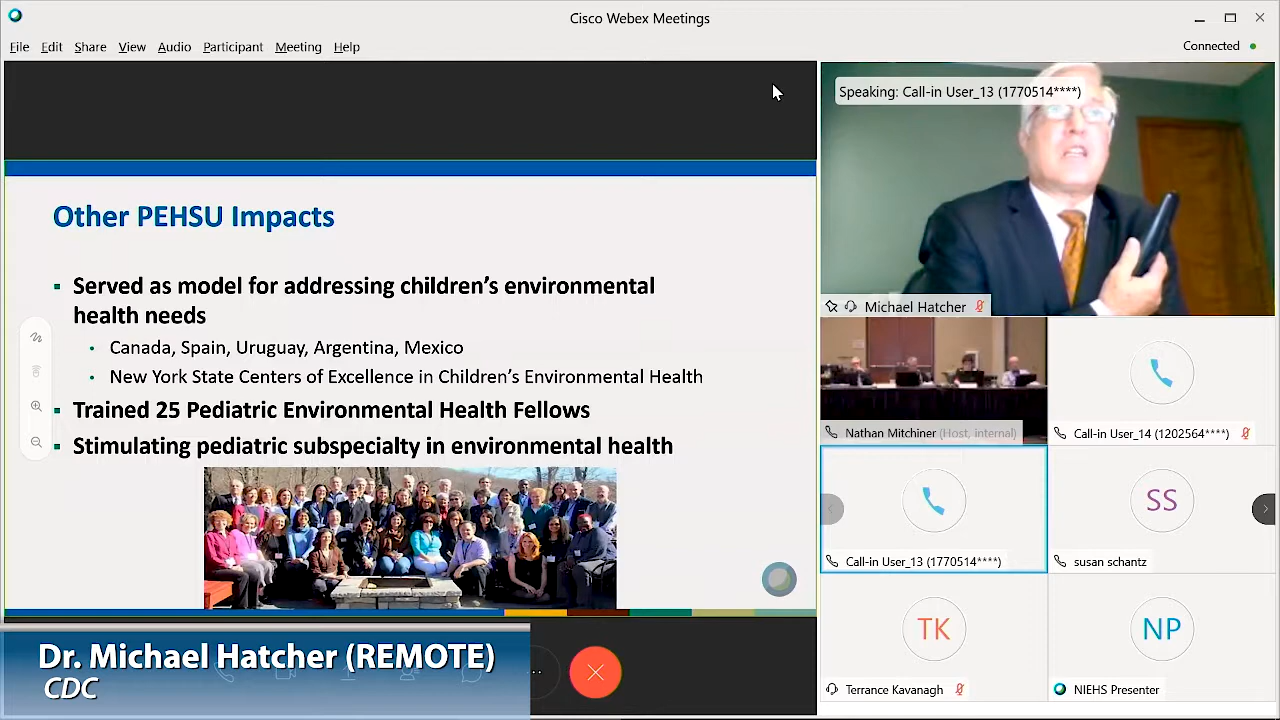 Cisco Webex Meetings
File Edit Share View Audio Participant Meeting Help
Connected
Speaking: Call-in User_13 (1770514****)
Michael Hatcher
Other PEHSU Impacts
Served as model for addressing children's environmental
health needs
Canada, Spain, Uruguay, Argentina, Mexico
New York State Centers of Excellence in Children's Environmental Health
Trained 25 Pediatric Environmental Health Fellows
Stimulating pediatric subspecialty in environmental health
Nathan Mitchiner (Host, internal)
Call-in User_14 (1202564****)
Call-in User_13 (1770514****)
SS
susan schantz
TK
Terrance Kavanagh
NP
NIEHS Presenter
Dr. Michael Hatcher (REMOTE)
CDC